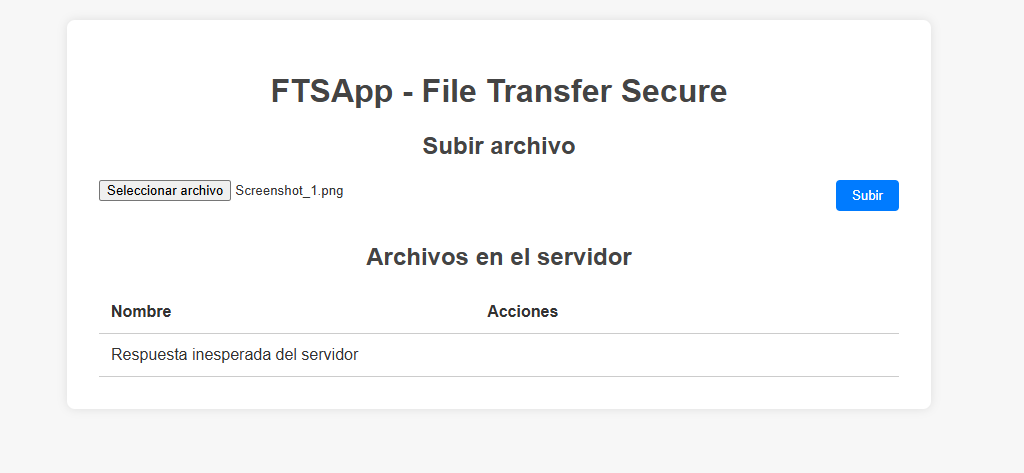 FTSApp - File Transfer Secure
Subir archivo
Seleccionar archivo Screenshot_1.png Subir
Archivos en el servidor
Nombre Acciones
Respuesta inesperada del servidor